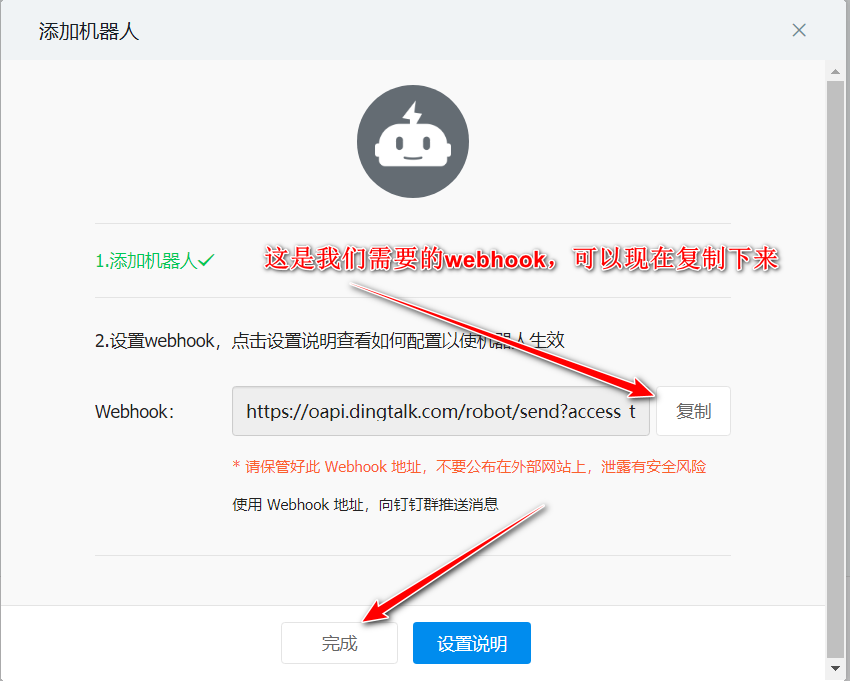 添加机器人
1.添加机器人
这是我们需要的webhook，可以现在复制下来
2.设置webhook，点击设置说明查看如何配置以使机器人生效
Webhook:
https://oapi.dingtalk.com/robot/send?access_t
复制
* 请保管好此 Webhook 地址，不要公布在外部网站上，泄露有安全风险
使用 Webhook 地址，向钉钉群推送消息
完成
设置说明